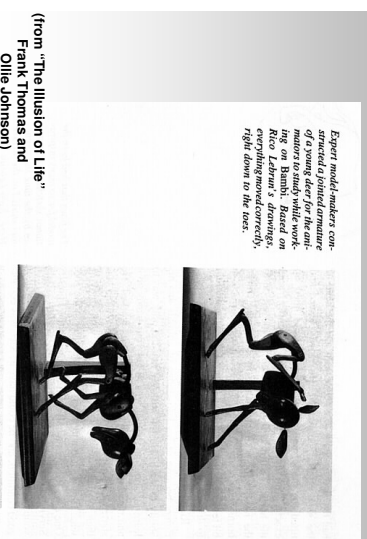 Expert model-makers con-
structed a jointed armature
of a young deer for the ani-
mators to study while work-
ing on Bambi. Based on
Rico Lebrun's drawings,
everything moved correctly,
right down to the toes.
(from "The Illusion of Life"
Frank Thomas and
Ollie Johnson)